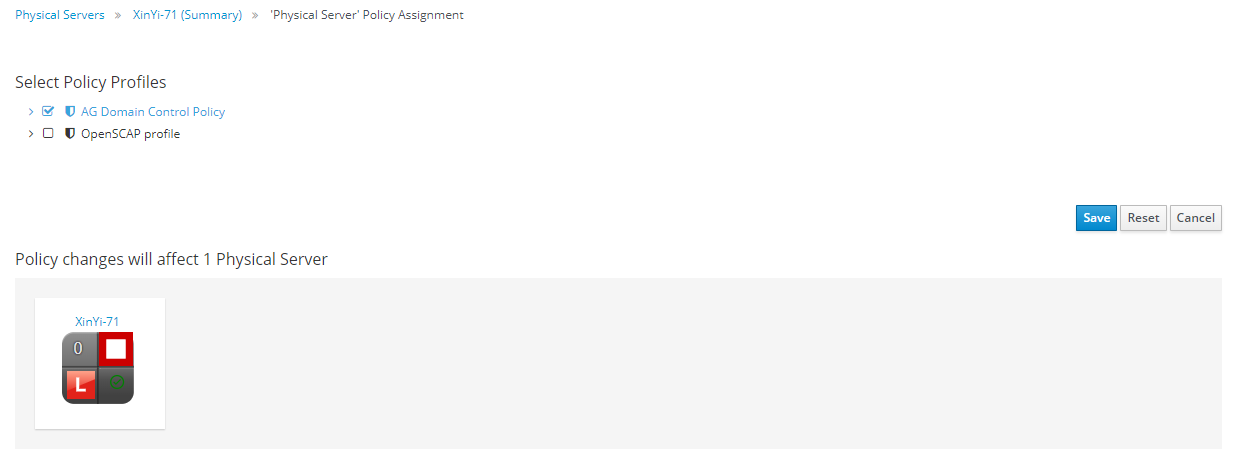 Physical Servers » XinYi-71 (Summary) » 'Physical Server' Policy Assignment
Select Policy Profiles
AG Domain Control Policy
OpenSCAP profile
Save Reset Cancel
Policy changes will affect 1 Physical Server
XinYi-71
0
L